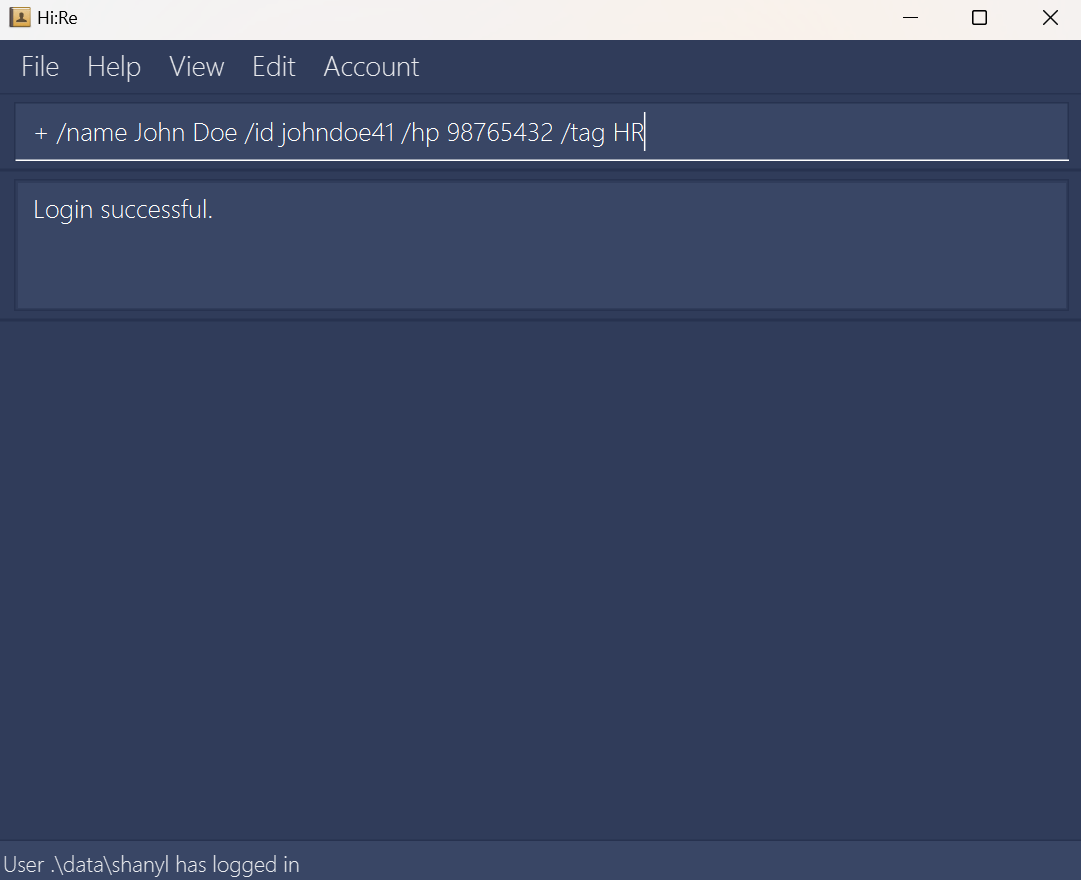 Hi:Re
File Help View Edit Account
+ /name John Doe /id johndoe41 /hp 98765432 /tag HR
Login successful.
User .\data\shanyl has logged in